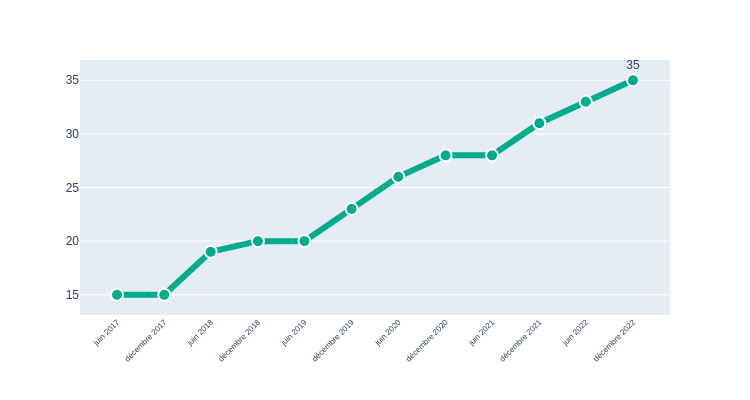 35
35
30
25
20
15
juin 2017
décembre 2017
juin 2018
décembre 2018
juin 2019
décembre 2019
juin 2020
décembre 2020
juin 2021
décembre 2021
juin 2022
décembre 2022